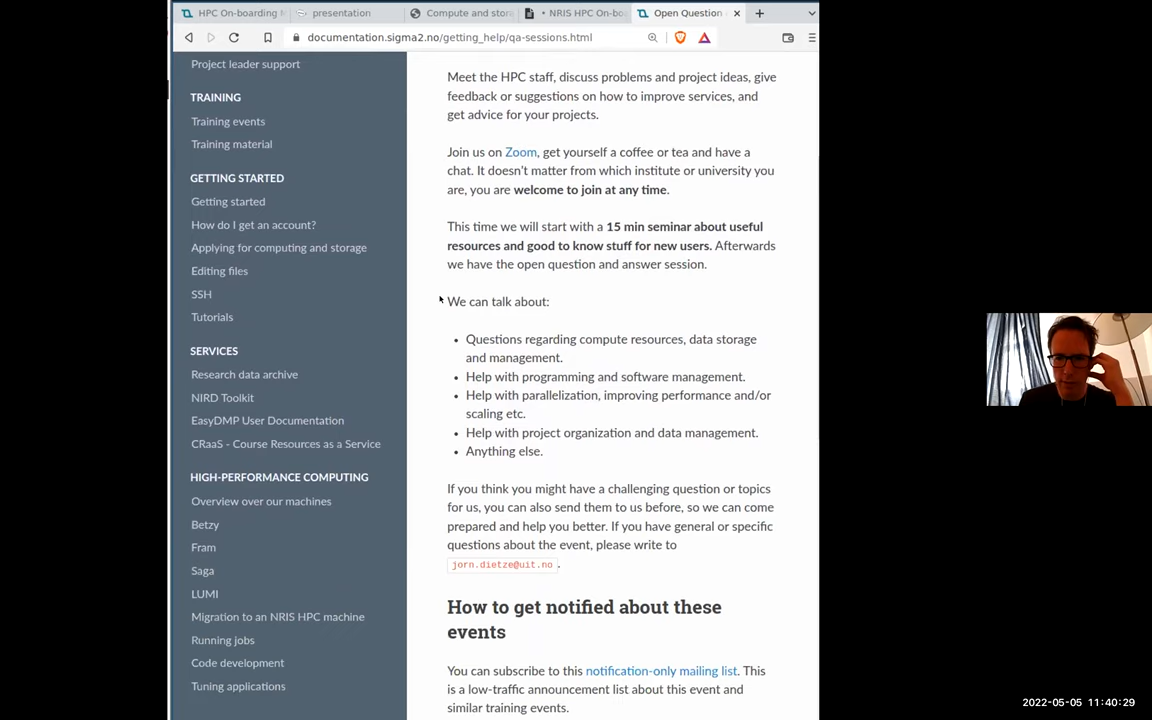 HPC On-boarding M
presentation
Compute and stor
• NRIS HPC On-bo
Open Question
documentation.sigma2.no/getting_help/qa-sessions.html
Project leader support
TRAINING
Training events
Training material
GETTING STARTED
Getting started
How do I get an account?
Applying for computing and storage
Editing files
SSH
Tutorials
SERVICES
Research data archive
NIRD Toolkit
EasyDMP User Documentation
CRaaS - Course Resources as a Service
HIGH-PERFORMANCE COMPUTING
Overview over our machines
Betzy
Fram
Saga
LUMI
Migration to an NRIS HPC machine
Running jobs
Code development
Tuning applications
Meet the HPC staff, discuss problems and project ideas, give
feedback or suggestions on how to improve services, and
get advice for your projects.
Join us on Zoom, get yourself a coffee or tea and have a
chat. It doesn't matter from which institute or university you
are, you are welcome to join at any time.
This time we will start with a 15 min seminar about useful
resources and good to know stuff for new users. Afterwards
we have the open question and answer session.
We can talk about:
• Questions regarding compute resources, data storage
and management.
• Help with programming and software management.
• Help with parallelization, improving performance and/or
scaling etc.
• Help with project organization and data management.
• Anything else.
If you think you might have a challenging question or topics
for us, you can also send them to us before, so we can come
prepared and help you better. If you have general or specific
questions about the event, please write to
jorn.dietze@uit.no.
How to get notified about these
events
You can subscribe to this notification-only mailing list. This
is a low-traffic announcement list about this event and
similar training events.
2022-05-05 11:40:29